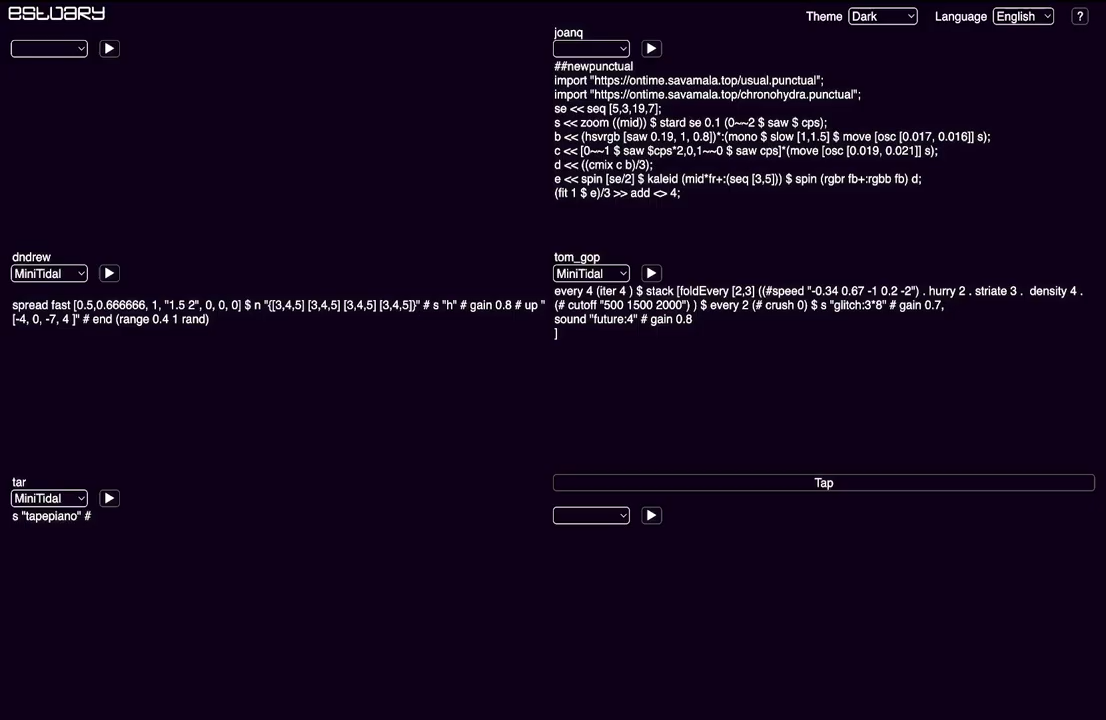 estuary
Theme Dark Language English ?
joanq
##newpunctual
import "https://ontime.savamala.top/usual.punctual";
import "https://ontime.savamala.top/chronohydra.punctual";
se << seq [5,3,19,7];
s << zoom ((mid)) $ stard se 0.1 (0~~2 $ saw $ cps);
b << (hsvrgb [saw 0.19, 1, 0.8])*:(mono $ slow [1,1.5] $ move [osc [0.017, 0.016]] s);
c << [0~~1 $ saw $cps*2,0,1~~0 $ saw cps]*(move [osc [0.019, 0.021]] s);
d << ((cmix c b)/3);
e << spin [se/2] $ kaleid (mid*fr+:(seq [3,5])) $ spin (rgbr fb+:rgbb fb) d;
(fit 1 $ e)/3 >> add <> 4;
dndrew
MiniTidal
spread fast [0.5,0.666666, 1, "1.5 2", 0, 0, 0] $ n "{[3,4,5] [3,4,5] [3,4,5] [3,4,5]}" # s "h" # gain 0.8 # up "
[-4, 0, -7, 4 ]" # end (range 0.4 1 rand)
tom_gop
MiniTidal
every 4 (iter 4 ) $ stack [foldEvery [2,3] ((#speed "-0.34 0.67 -1 0.2 -2") . hurry 2 . striate 3 . density 4 .
(# cutoff "500 1500 2000") ) $ every 2 (# crush 0) $ s "glitch:3*8" # gain 0.7,
sound "future:4" # gain 0.8
]
tar
MiniTidal
s "tapepiano" #
Tap